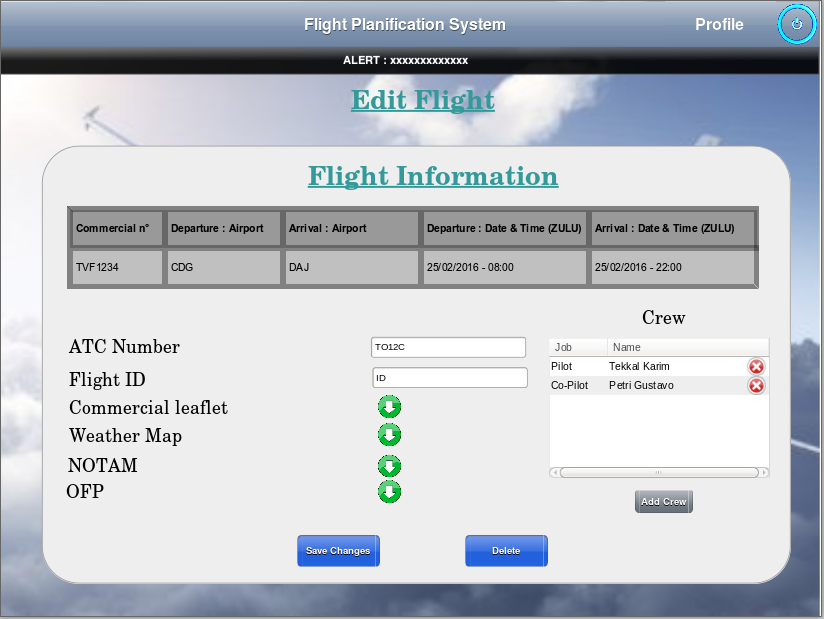 Flight Planification System
Profile
ALERT : xxxxxxxxxxxxx
Edit Flight
Flight Information
Commercial n° Departure : Airport Arrival : Airport Departure : Date & Time (ZULU) Arrival : Date & Time (ZULU)
TVF1234 CDG DAJ 25/02/2016 - 08:00 25/02/2016 - 22:00
Crew
ATC Number TO12C
Job Name
Pilot Tekkal Karim
Flight ID ID
Co-Pilot Petri Gustavo
Commercial leaflet
Weather Map
NOTAM
OFP
Add Crew
Save Changes Delete